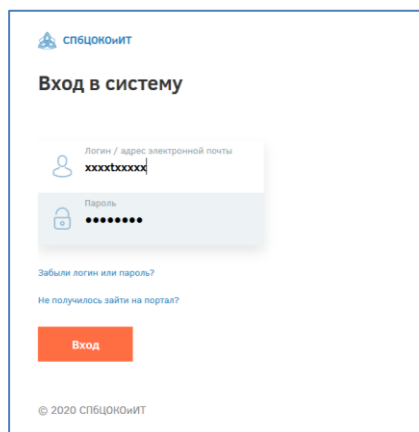 СПбЦОКОиИТ
Вход в систему
Логин / адрес электронной почты
xxxxtxxxxx
Пароль
••••••••
Забыли логин или пароль?
Не получилось зайти на портал?
Вход
© 2020 СПбЦОКОиИТ